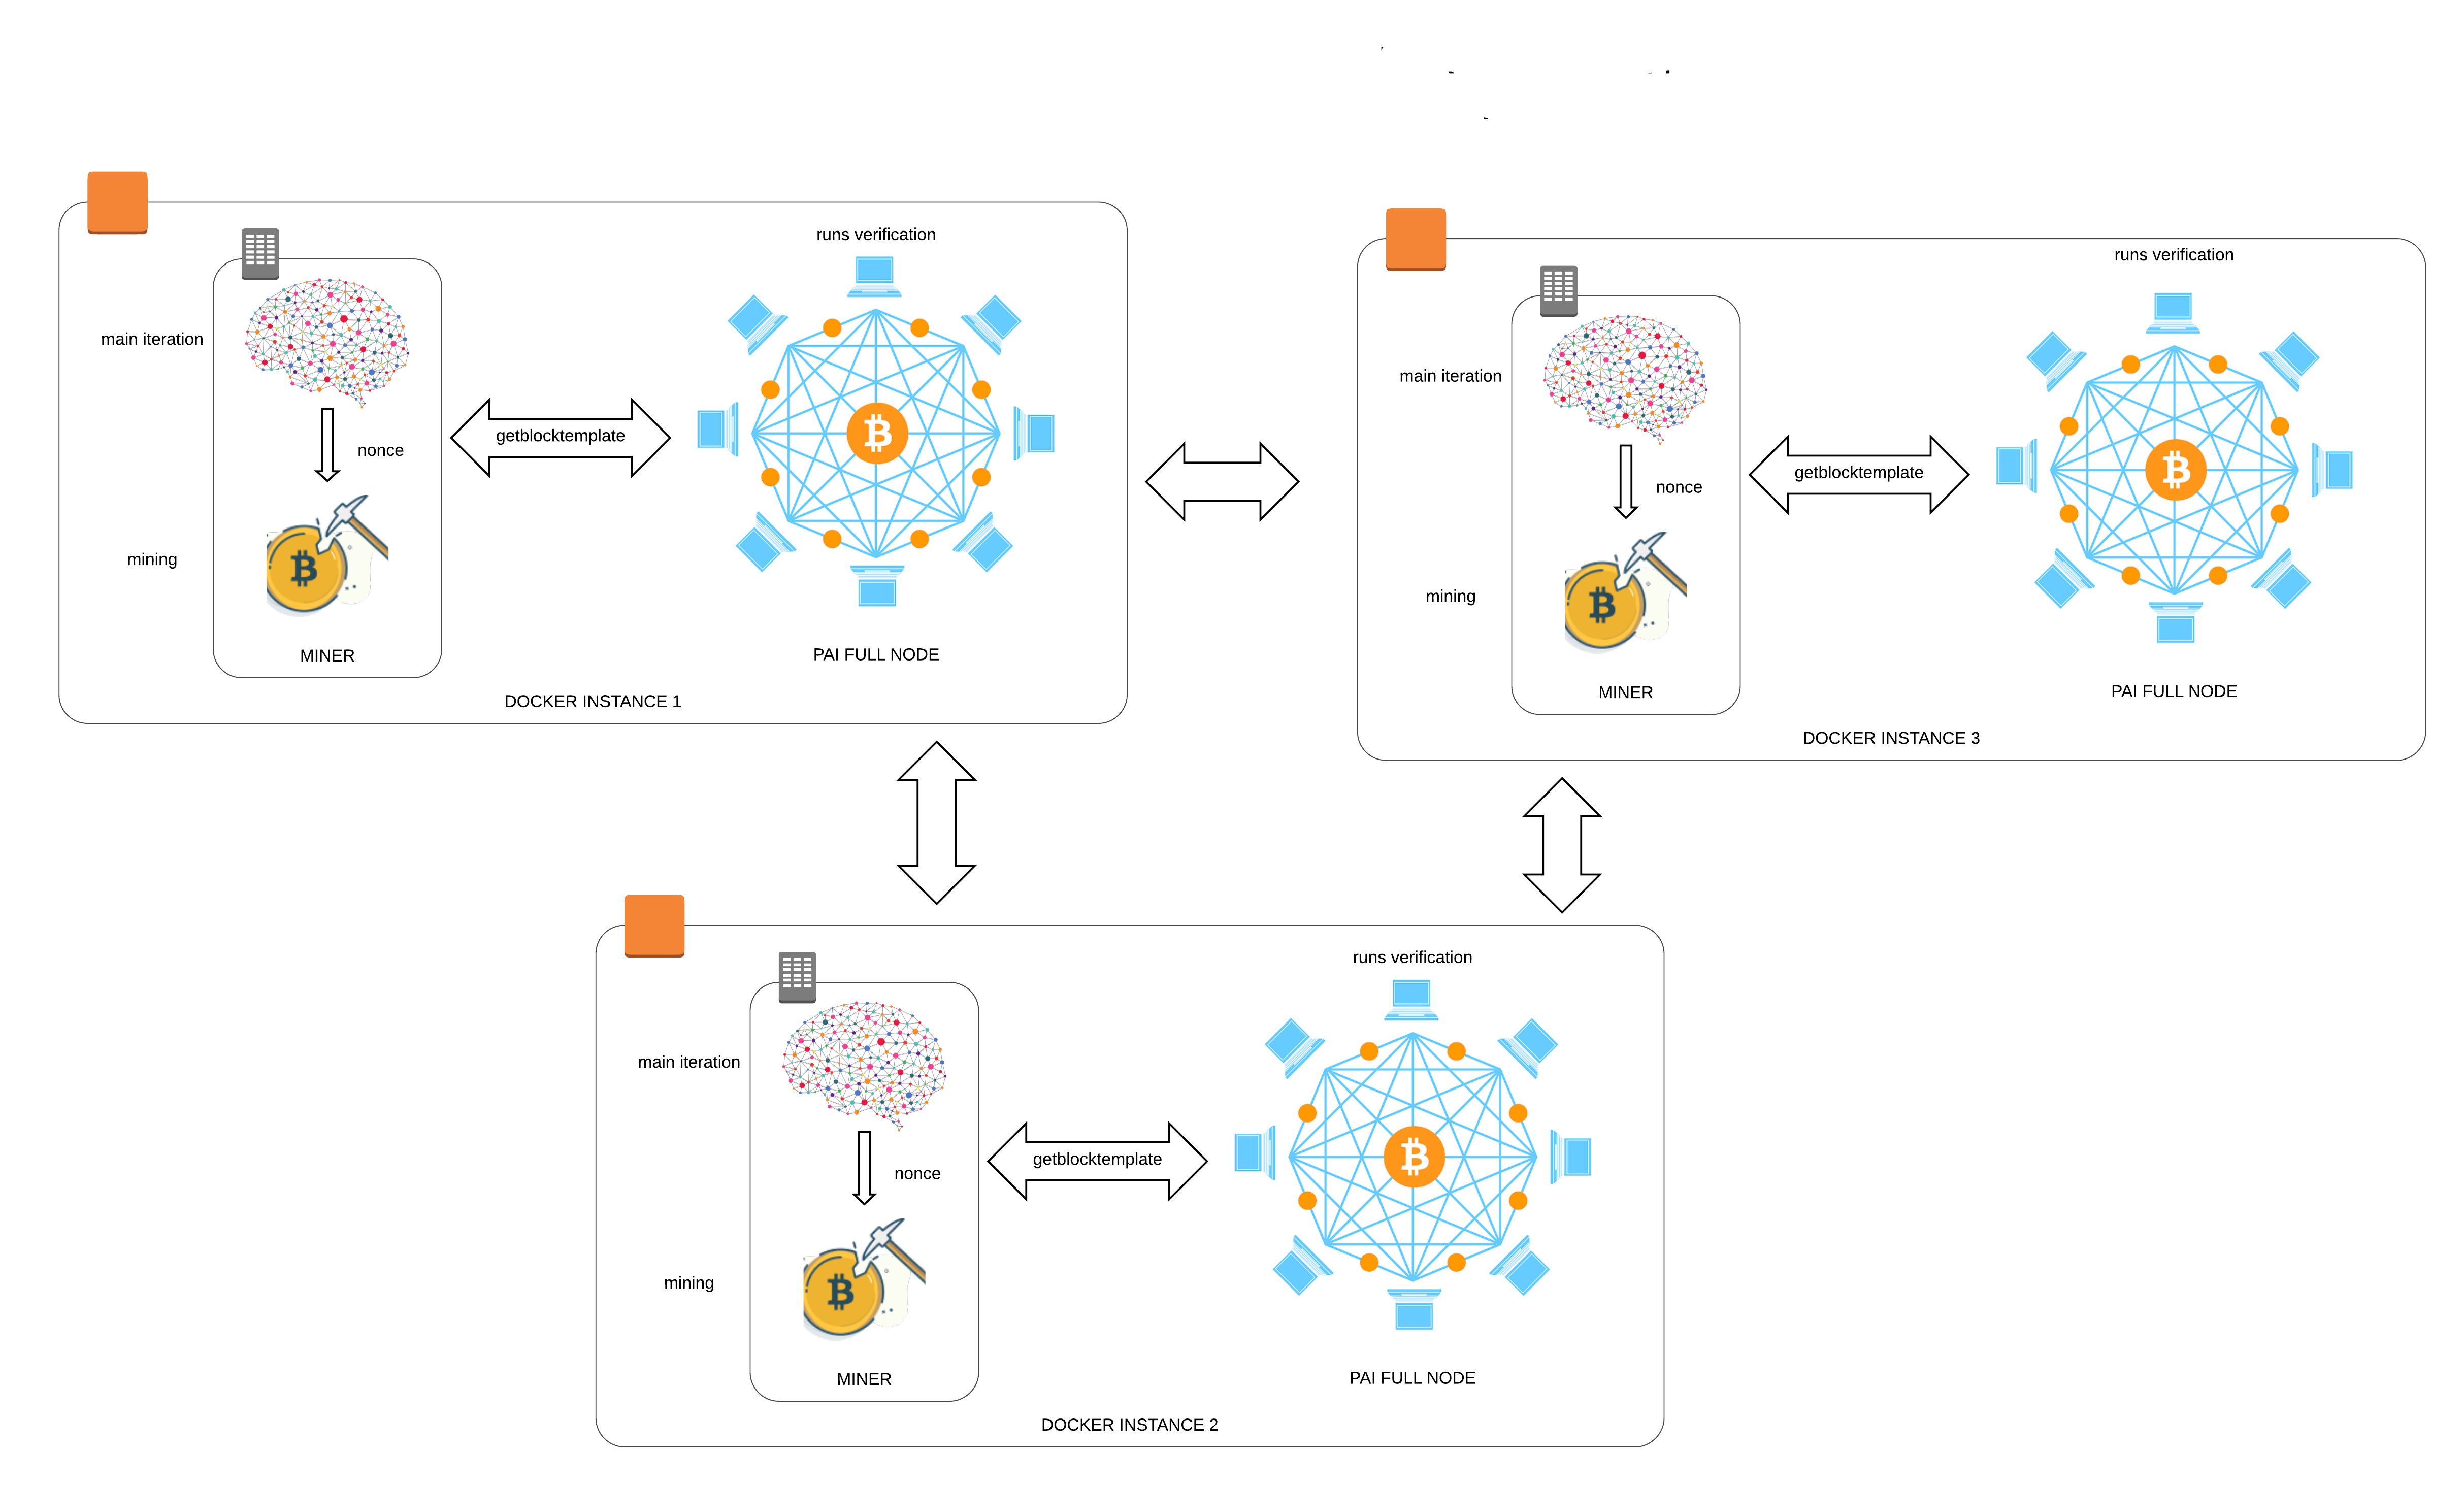 runs verification
main iteration
nonce
getblocktemplate
mining
MINER
PAI FULL NODE
DOCKER INSTANCE 1
runs verification
main iteration
nonce
getblocktemplate
mining
MINER
PAI FULL NODE
DOCKER INSTANCE 3
runs verification
main iteration
nonce
getblocktemplate
mining
MINER
PAI FULL NODE
DOCKER INSTANCE 2